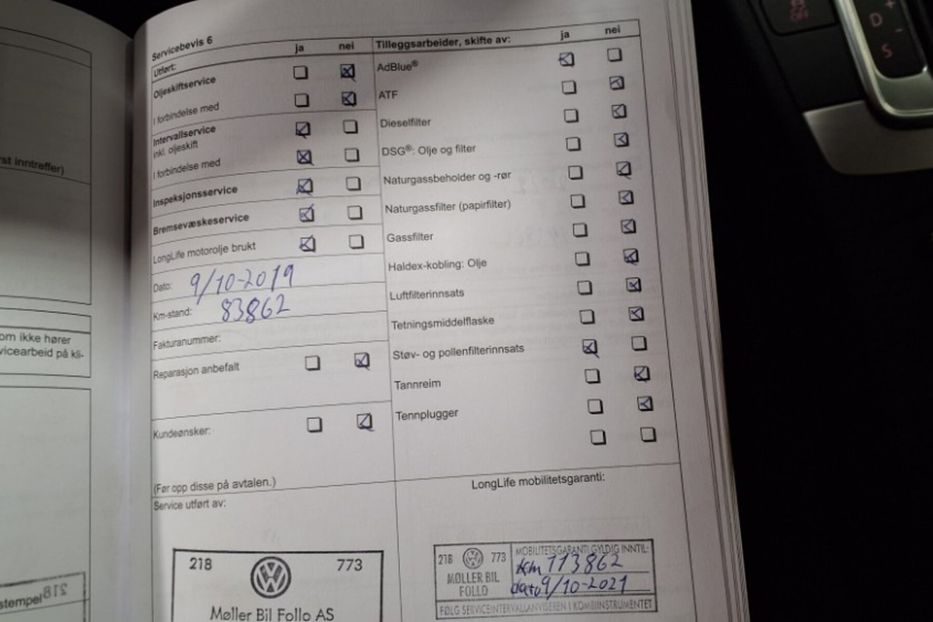 Servicebevis 6
Utført: ja nei
Oljeskiftservice
I forbindelse med
Intervallservice
inkl. oljeskift
I forbindelse med
Inspeksjonsservice
Bremsevæskeservice
LongLife motorolje brukt
Dato: 9/10-2019
Km-stand: 83862
Fakturanummer:
Reparasjon anbefalt
Kundeønsker:
(Før opp disse på avtalen.)
Service utført av:
218 773
Møller Bil Follo AS
Tilleggsarbeider, skifte av: ja nei
AdBlue®
ATF
Dieselfilter
DSG®: Olje og filter
Naturgassbeholder og -rør
Naturgassfilter (papirfilter)
Gassfilter
Haldex-kobling: Olje
Luftfilterinnsats
Tetningsmiddelflaske
Støv- og pollenfilterinnsats
Tannreim
Tennplugger
LongLife mobilitetsgaranti:
218 773
MØLLER BIL
FOLLO
MOBILITETSGARANTI GYLDIG INNTIL:
Km 113862
dato 9/10-2021
FØLG SERVICEINTERVALLANVISEREN I KOMBIINSTRUMENTET
rst inntreffer)
om ikke hører
vicearbeid på kli-
stempel
218
OFF
D
S